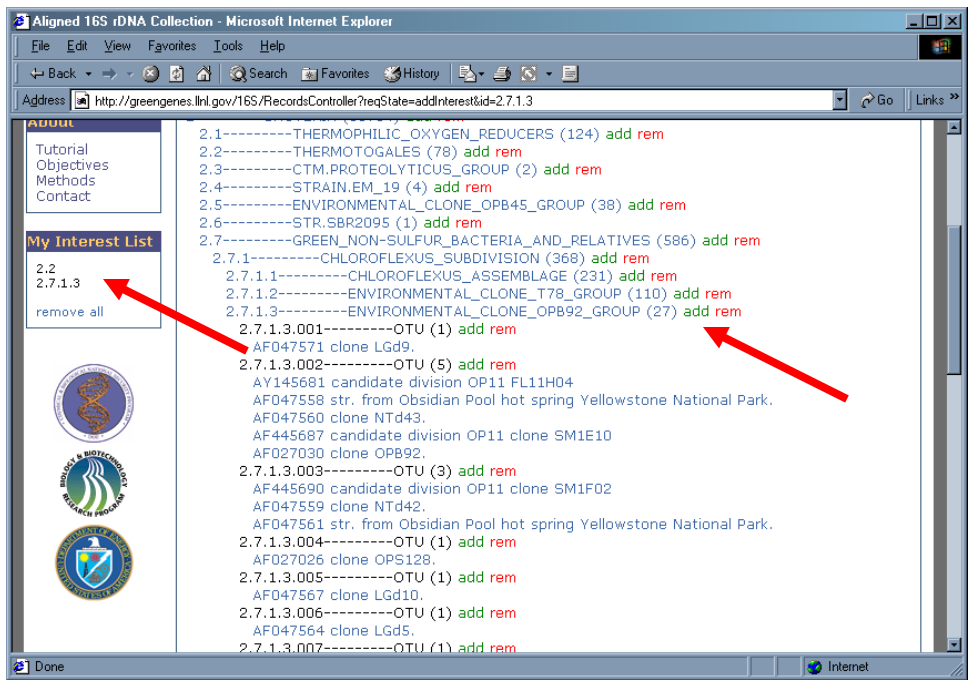 Aligned 16S rDNA Collection - Microsoft Internet Explorer
File Edit View Favorites Tools Help
Back Search Favorites History
Address http://greengenes.llnl.gov/16S/RecordsController?reqState=addInterest&id=2.7.1.3 Go Links »
About
Tutorial
Objectives
Methods
Contact
My Interest List
2.2
2.7.1.3
remove all
2.1---------THERMOPHILIC_OXYGEN_REDUCERS (124) add rem
2.2---------THERMOTOGALES (78) add rem
2.3---------CTM.PROTEOLYTICUS_GROUP (2) add rem
2.4---------STRAIN.EM_19 (4) add rem
2.5---------ENVIRONMENTAL_CLONE_OPB45_GROUP (38) add rem
2.6---------STR.SBR2095 (1) add rem
2.7---------GREEN_NON-SULFUR_BACTERIA_AND_RELATIVES (586) add rem
2.7.1---------CHLOROFLEXUS_SUBDIVISION (368) add rem
2.7.1.1---------CHLOROFLEXUS_ASSEMBLAGE (231) add rem
2.7.1.2---------ENVIRONMENTAL_CLONE_T78_GROUP (110) add rem
2.7.1.3---------ENVIRONMENTAL_CLONE_OPB92_GROUP (27) add rem
2.7.1.3.001---------OTU (1) add rem
AF047571 clone LGd9.
2.7.1.3.002---------OTU (5) add rem
AY145681 candidate division OP11 FL11H04
AF047558 str. from Obsidian Pool hot spring Yellowstone National Park.
AF047560 clone NTd43.
AF445687 candidate division OP11 clone SM1E10
AF027030 clone OPB92.
2.7.1.3.003---------OTU (3) add rem
AF445690 candidate division OP11 clone SM1F02
AF047559 clone NTd42.
AF047561 str. from Obsidian Pool hot spring Yellowstone National Park.
2.7.1.3.004---------OTU (1) add rem
AF027026 clone OPS128.
2.7.1.3.005---------OTU (1) add rem
AF047567 clone LGd10.
2.7.1.3.006---------OTU (1) add rem
AF047564 clone LGd5.
2.7.1.3.007---------OTU (1) add rem
BIOLOGY & BIOTECHNOLOGY
RESEARCH PROGRAM
DEPARTMENT OF ENERGY
UNITED STATES OF AMERICA
Done Internet